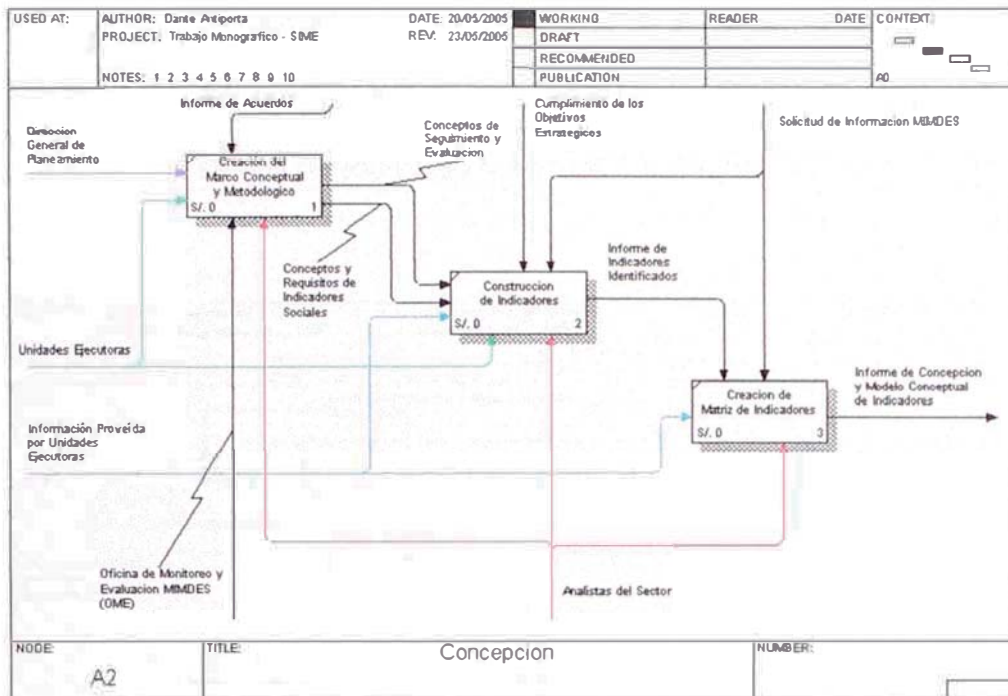 USED AT:
AUTHOR: Dante Antiporta
DATE: 20/05/2005
WORKING
READER
DATE
CONTEXT:
PROJECT: Trabajo Monografico - SIME
REV: 23/05/2005
DRAFT
RECOMMENDED
NOTES: 1 2 3 4 5 6 7 8 9 10
PUBLICATION
A0
Informe de Acuerdos
Cumplimiento de los
Objetivos
Estrategicos
Solicitud de Informacion MIMDES
Direccion
General de
Planeamiento
Conceptos de
Seguimiento y
Evaluacion
Creación del
Marco Conceptual
y Metodologico
S/. 0
1
Conceptos y
Requisitos de
Indicadores
Sociales
Informe de
Indicadores
Identificados
Construccion
de Indicadores
S/. 0
2
Unidades Ejecutoras
Informe de Concepcion
y Modelo Conceptual
de Indicadores
Creacion de
Matriz de Indicadores
S/. 0
3
Información Proveida
por Unidades
Ejecutoras
Oficina de Monitoreo y
Evaluacion MIMDES
(OME)
Analistas del Sector
NODE:
TITLE:
NUMBER:
A2
Concepcion